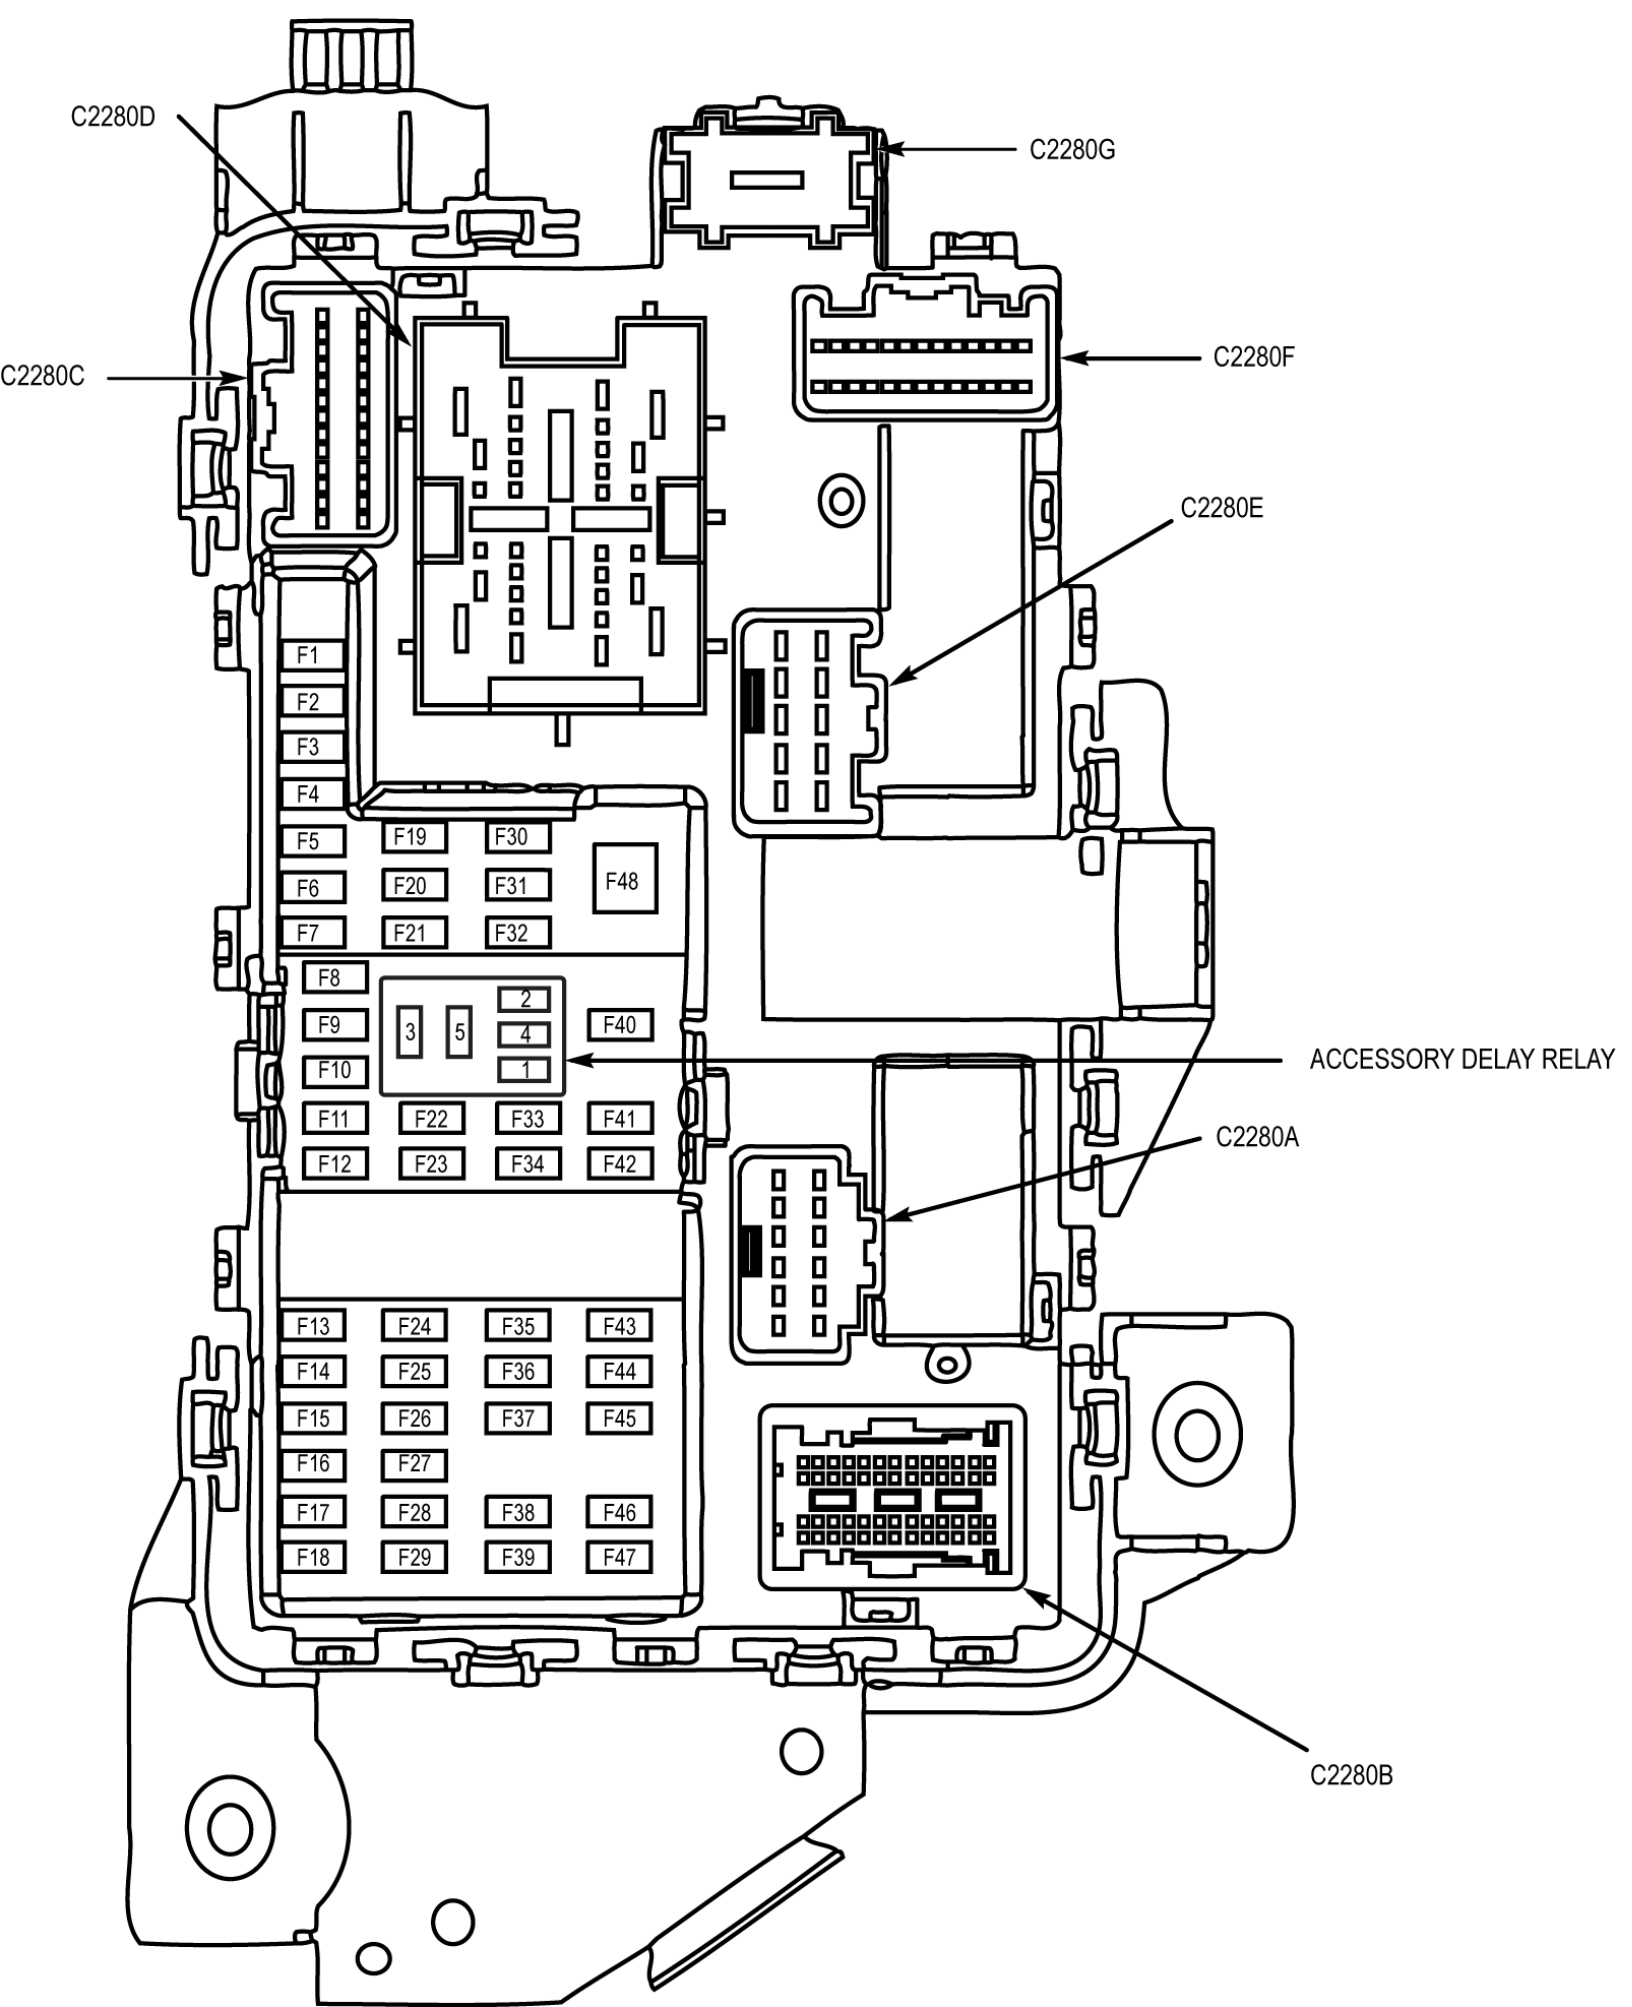 C2280D
C2280G
C2280C
C2280F
C2280E
F1
F2
F3
F4
F5 F19 F30
F6 F20 F31 F48
F7 F21 F32
F8
2
F9 3 5 4 F40
F10 1
ACCESSORY DELAY RELAY
F11 F22 F33 F41
C2280A
F12 F23 F34 F42
F13 F24 F35 F43
F14 F25 F36 F44
F15 F26 F37 F45
F16 F27
F17 F28 F38 F46
F18 F29 F39 F47
C2280B